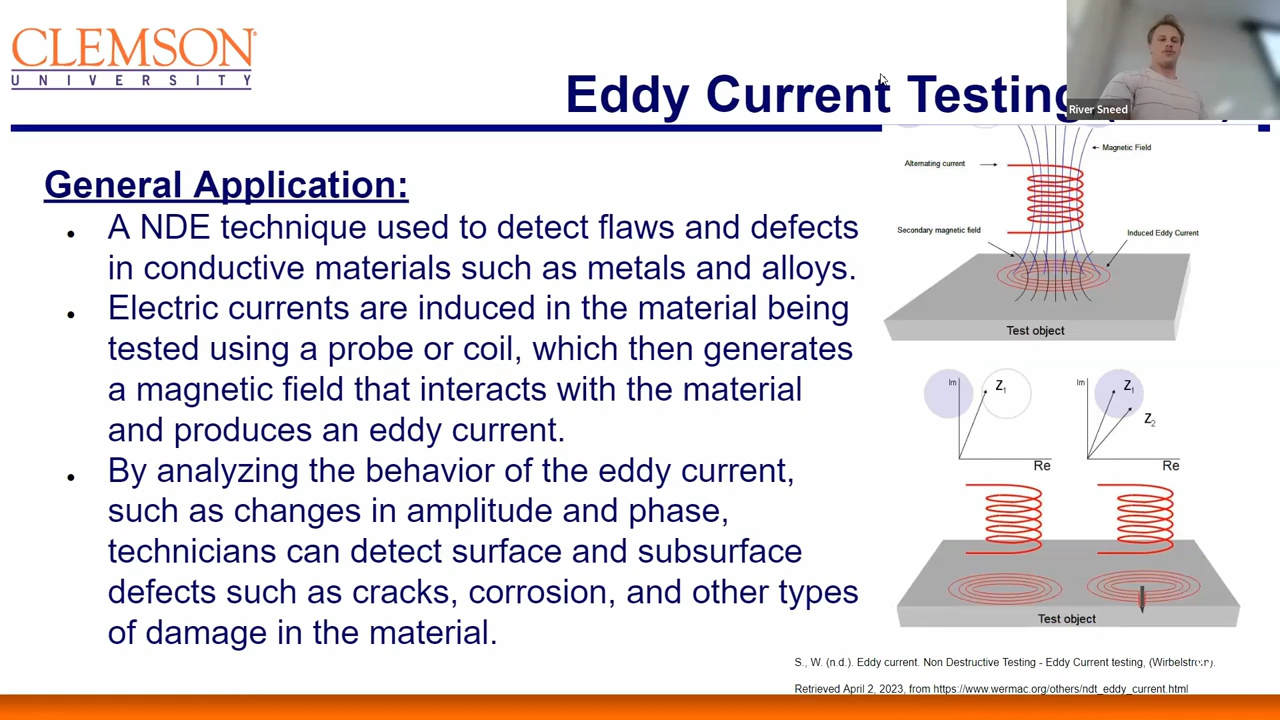 CLEMSON
UNIVERSITY
Eddy Current Testing
River Sneed
General Application:
A NDE technique used to detect flaws and defects
in conductive materials such as metals and alloys.
Electric currents are induced in the material being
tested using a probe or coil, which then generates
a magnetic field that interacts with the material
and produces an eddy current.
By analyzing the behavior of the eddy current,
such as changes in amplitude and phase,
technicians can detect surface and subsurface
defects such as cracks, corrosion, and other types
of damage in the material.
Magnetic Field
Alternating current
Secondary magnetic field
Induced Eddy Current
Test object
Im Z1 Re
Im Z1 Z2 Re
Test object
S., W. (n.d.). Eddy current. Non Destructive Testing - Eddy Current testing,
Retrieved April 2, 2023, from https://www.wermac.org/others/ndt_eddy_current.html